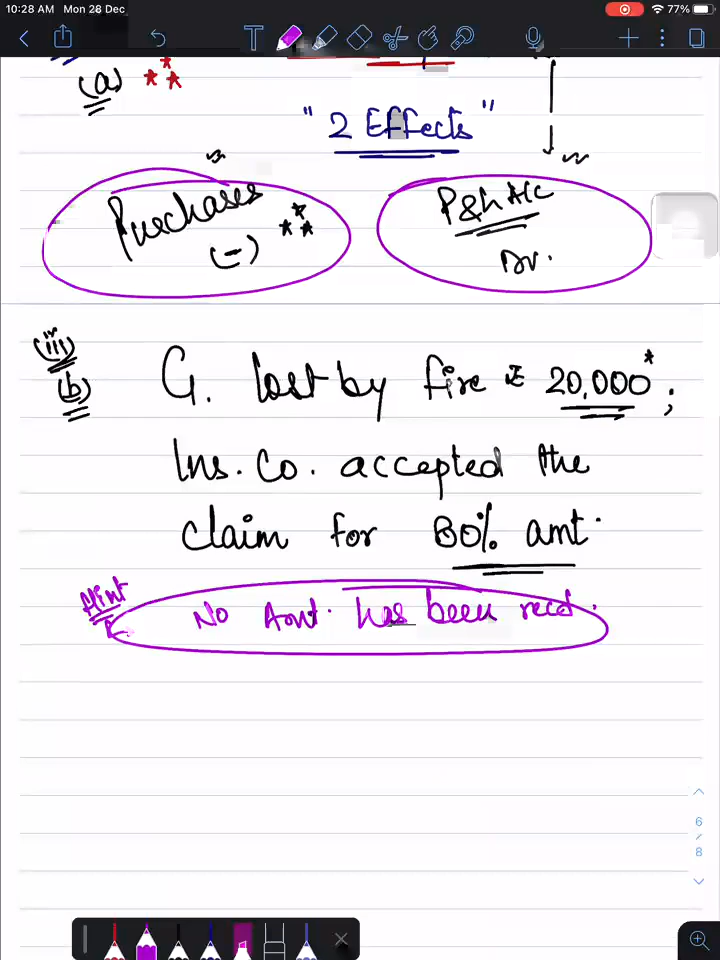 10:28 AM Mon 28 Dec
77%
(a)
" 2 Effects "
Purchases
(-)
P&L A/c
Dr.
(iii)
(b)
G. lost by fire ₹ 20,000* ;
Ins. Co. accepted the
claim for 80% amt.
Hint
No Amt. has been recd.
6
/
8